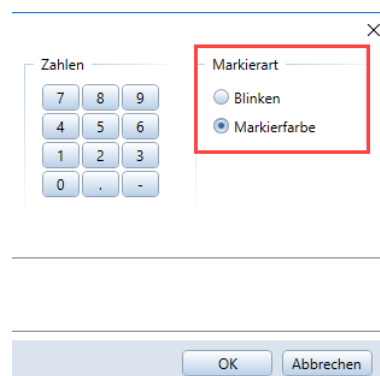 Zahlen
7 8 9
4 5 6
1 2 3
0 . -
Markierart
Blinken
Markierfarbe
OK Abbrechen